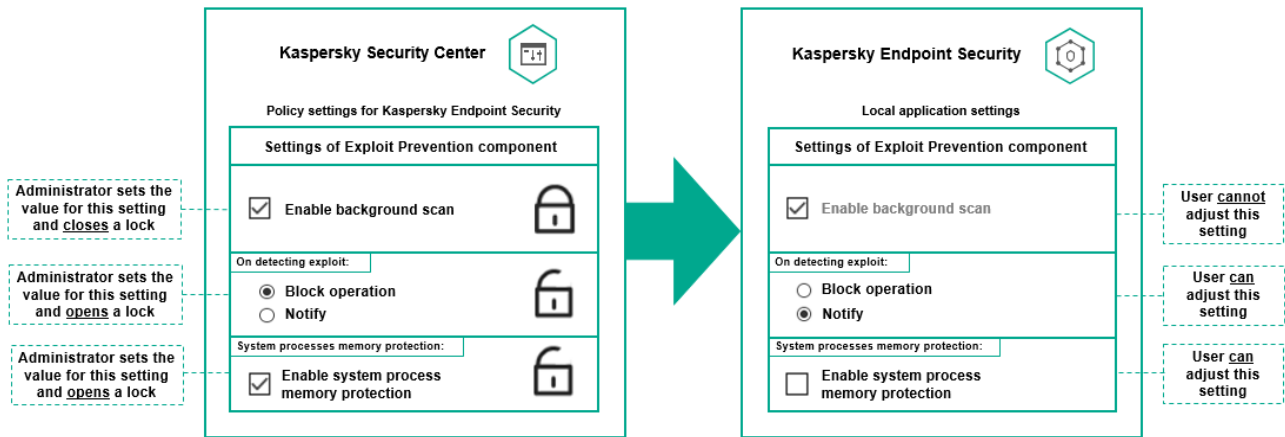 Kaspersky Security Center
Policy settings for Kaspersky Endpoint Security
Settings of Exploit Prevention component
Administrator sets the
value for this setting
and closes a lock
Enable background scan
Administrator sets the
value for this setting
and opens a lock
On detecting exploit:
Block operation
Notify
Administrator sets the
value for this setting
and opens a lock
System processes memory protection:
Enable system process
memory protection
Kaspersky Endpoint Security
Local application settings
Settings of Exploit Prevention component
Enable background scan
User cannot
adjust this
setting
On detecting exploit:
Block operation
Notify
User can
adjust this
setting
System processes memory protection:
Enable system process
memory protection
User can
adjust this
setting